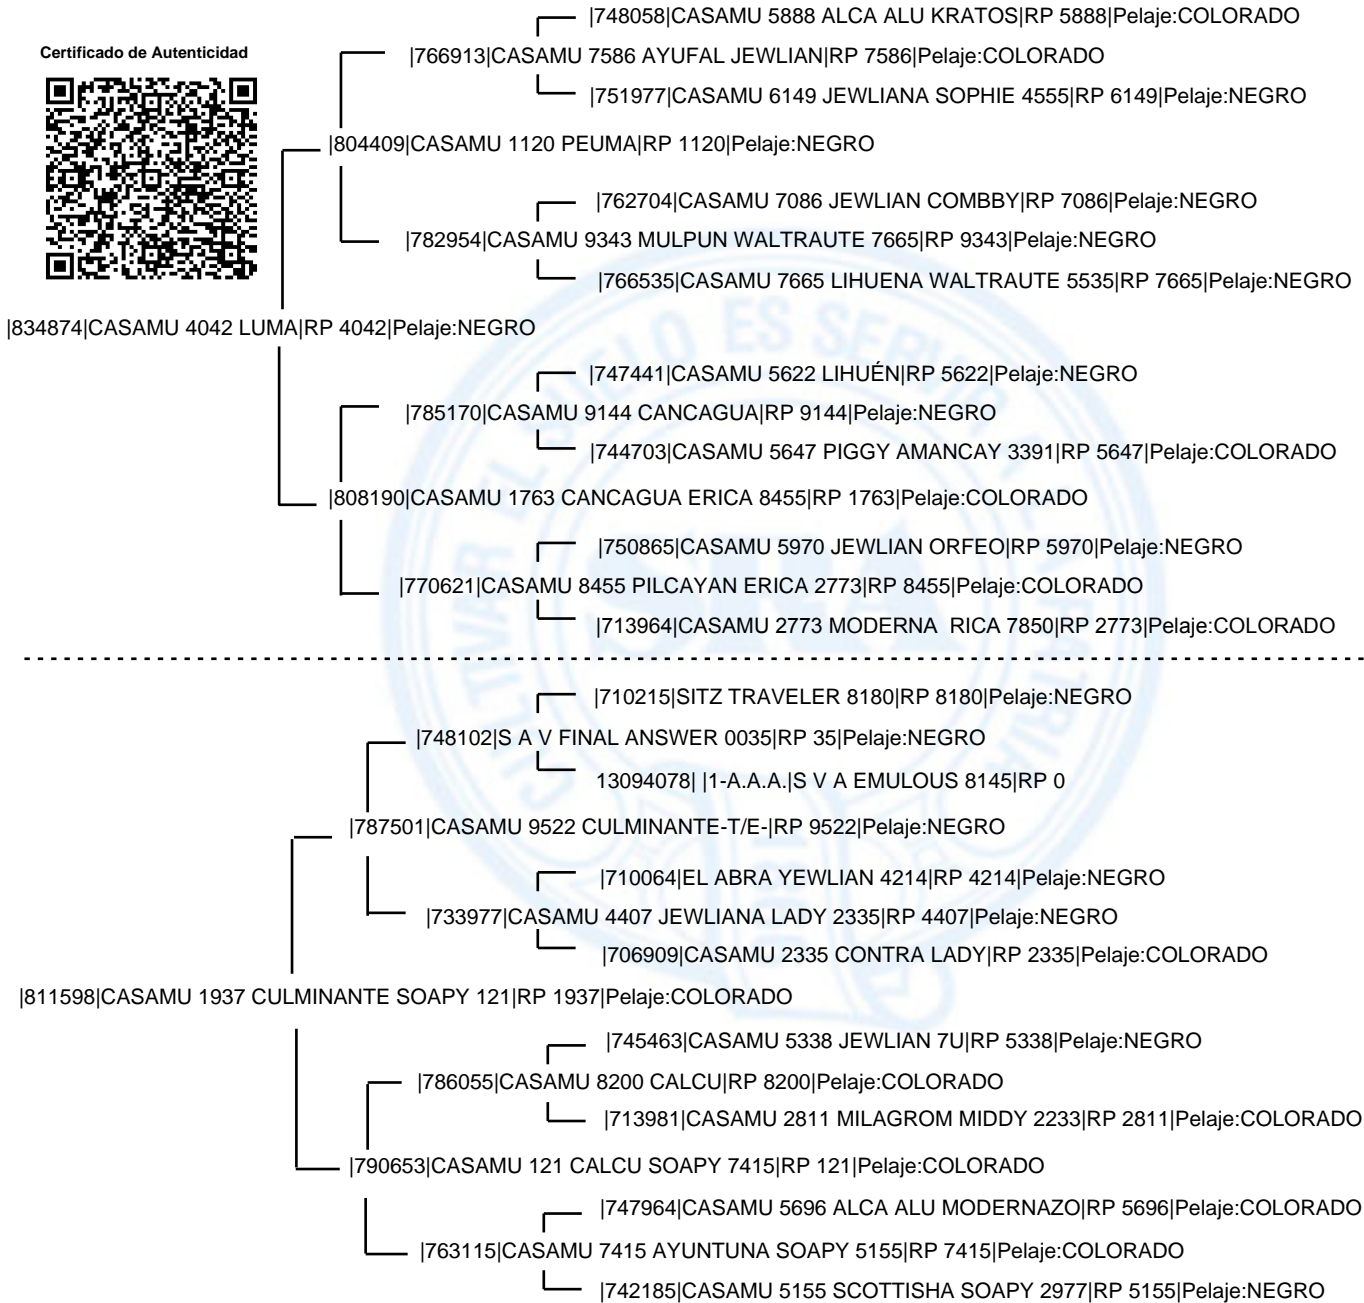 |748058|CASAMU 5888 ALCA ALU KRATOS|RP 5888|Pelaje:COLORADO
Certificado de Autenticidad
|766913|CASAMU 7586 AYUFAL JEWLIAN|RP 7586|Pelaje:COLORADO
|751977|CASAMU 6149 JEWLIANA SOPHIE 4555|RP 6149|Pelaje:NEGRO
|804409|CASAMU 1120 PEUMA|RP 1120|Pelaje:NEGRO
|762704|CASAMU 7086 JEWLIAN COMBBY|RP 7086|Pelaje:NEGRO
|782954|CASAMU 9343 MULPUN WALTRAUTE 7665|RP 9343|Pelaje:NEGRO
|766535|CASAMU 7665 LIHUENA WALTRAUTE 5535|RP 7665|Pelaje:NEGRO
|834874|CASAMU 4042 LUMA|RP 4042|Pelaje:NEGRO
|747441|CASAMU 5622 LIHUÉN|RP 5622|Pelaje:NEGRO
|785170|CASAMU 9144 CANCAGUA|RP 9144|Pelaje:NEGRO
|744703|CASAMU 5647 PIGGY AMANCAY 3391|RP 5647|Pelaje:COLORADO
|808190|CASAMU 1763 CANCAGUA ERICA 8455|RP 1763|Pelaje:COLORADO
|750865|CASAMU 5970 JEWLIAN ORFEO|RP 5970|Pelaje:NEGRO
|770621|CASAMU 8455 PILCAYAN ERICA 2773|RP 8455|Pelaje:COLORADO
|713964|CASAMU 2773 MODERNA  RICA 7850|RP 2773|Pelaje:COLORADO
|710215|SITZ TRAVELER 8180|RP 8180|Pelaje:NEGRO
|748102|S A V FINAL ANSWER 0035|RP 35|Pelaje:NEGRO
13094078| |1-A.A.A.|S V A EMULOUS 8145|RP 0
|787501|CASAMU 9522 CULMINANTE-T/E-|RP 9522|Pelaje:NEGRO
|710064|EL ABRA YEWLIAN 4214|RP 4214|Pelaje:NEGRO
|733977|CASAMU 4407 JEWLIANA LADY 2335|RP 4407|Pelaje:NEGRO
|706909|CASAMU 2335 CONTRA LADY|RP 2335|Pelaje:COLORADO
|811598|CASAMU 1937 CULMINANTE SOAPY 121|RP 1937|Pelaje:COLORADO
|745463|CASAMU 5338 JEWLIAN 7U|RP 5338|Pelaje:NEGRO
|786055|CASAMU 8200 CALCU|RP 8200|Pelaje:COLORADO
|713981|CASAMU 2811 MILAGROM MIDDY 2233|RP 2811|Pelaje:COLORADO
|790653|CASAMU 121 CALCU SOAPY 7415|RP 121|Pelaje:COLORADO
|747964|CASAMU 5696 ALCA ALU MODERNAZO|RP 5696|Pelaje:COLORADO
|763115|CASAMU 7415 AYUNTUNA SOAPY 5155|RP 7415|Pelaje:COLORADO
|742185|CASAMU 5155 SCOTTISHA SOAPY 2977|RP 5155|Pelaje:NEGRO
CULTIVAR EL SUELO ES SERVIR A LA PATRIA
SRA
1866